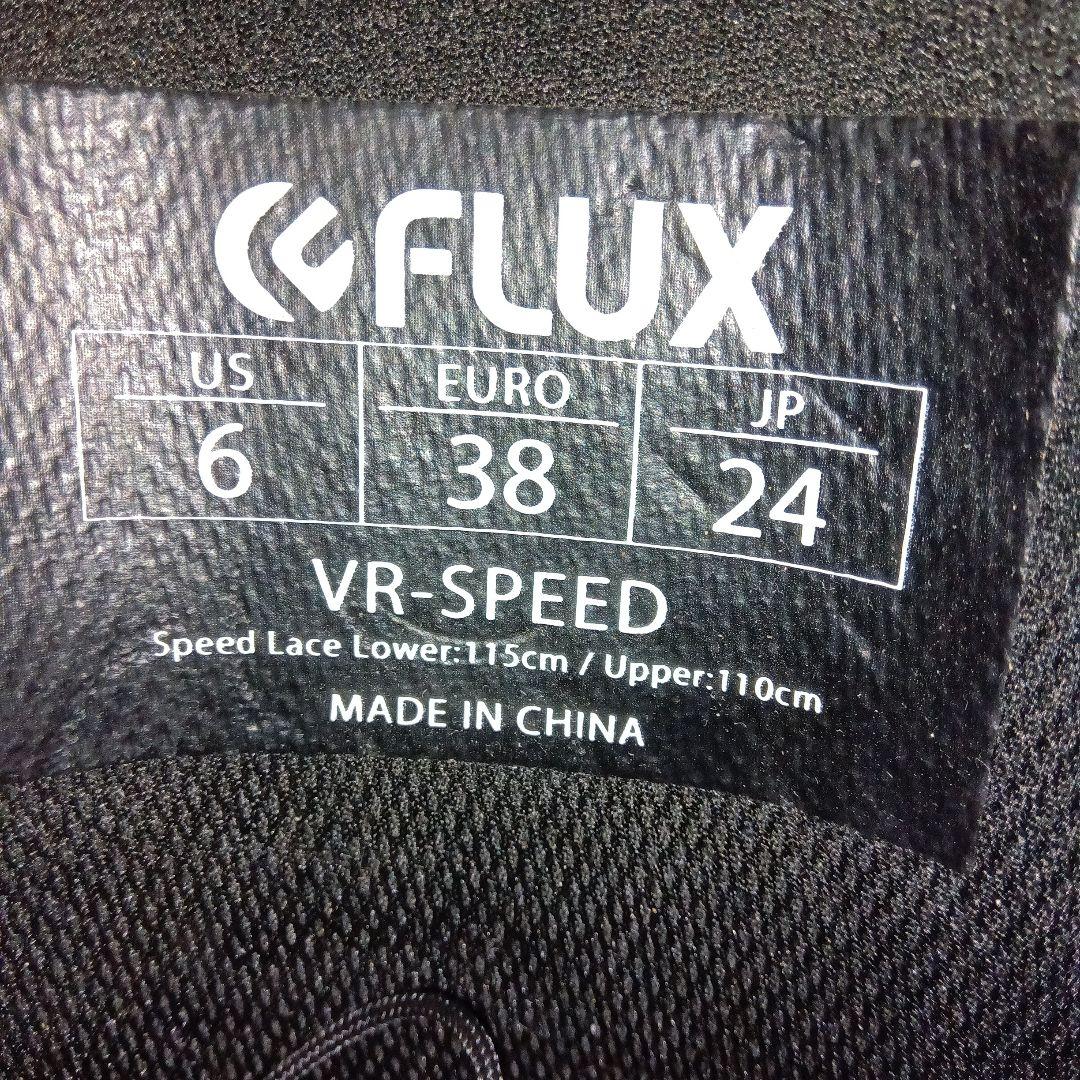 FLUX
US EURO JP
6 38 24
VR-SPEED
Speed Lace Lower:115cm / Upper:110cm
MADE IN CHINA